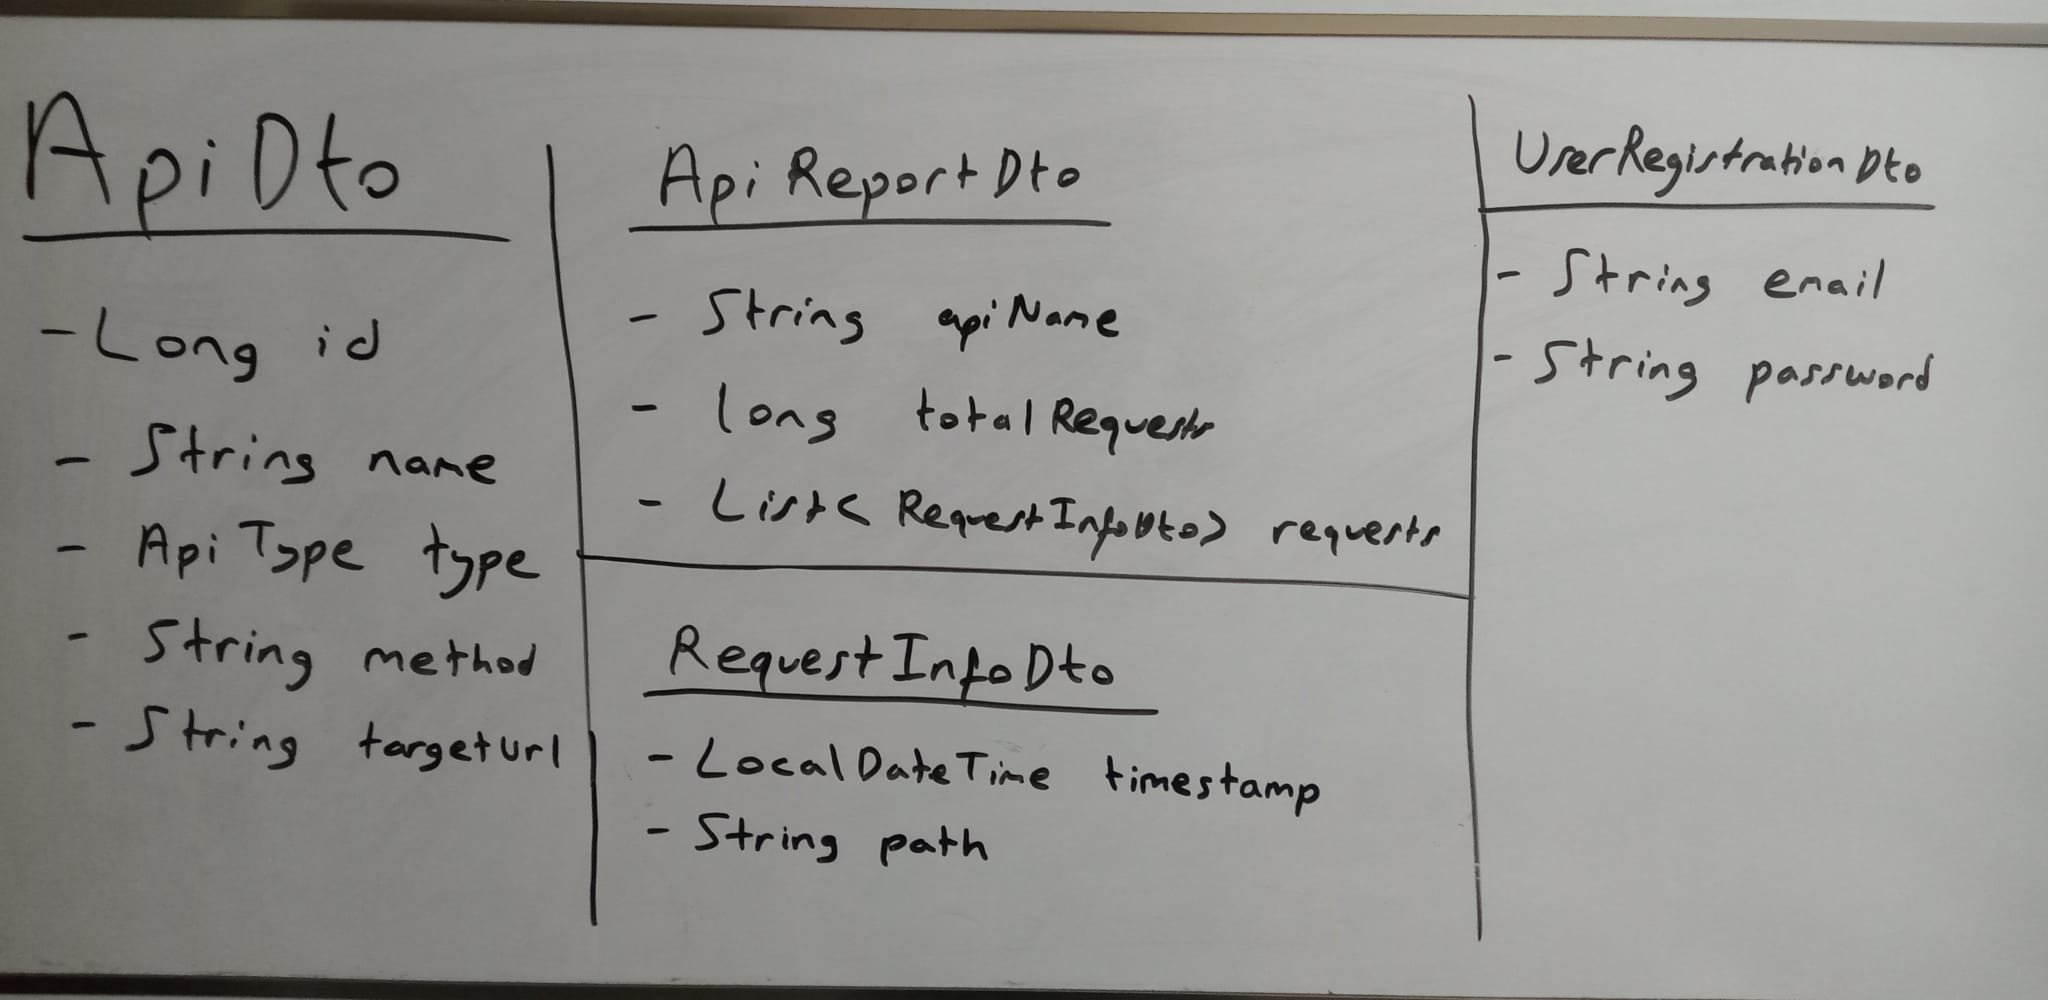 ApiDto
- Long id
- String name
- ApiType type
- String method
- String targetUrl
ApiReportDto
- String apiName
- long totalRequests
- List< RequestInfoDto> requests
RequestInfoDto
- LocalDateTime timestamp
- String path
UserRegistrationDto
- String email
- String password